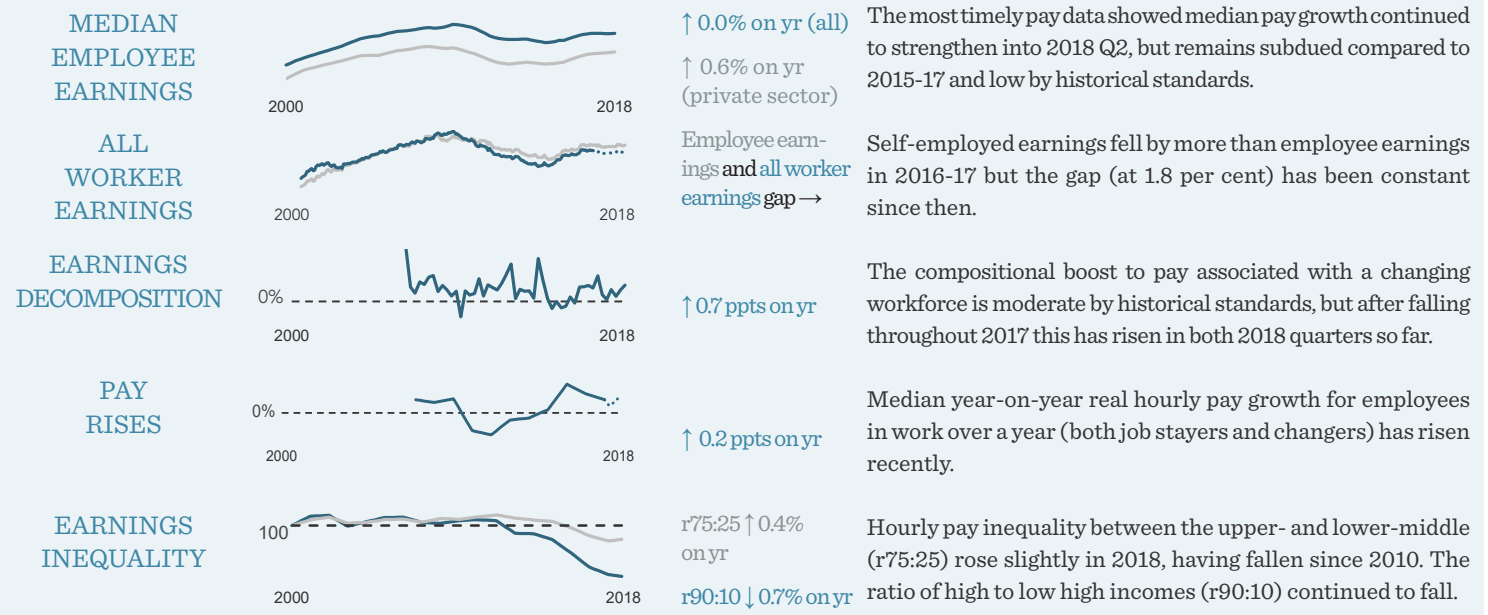 MEDIAN
EMPLOYEE
EARNINGS
2000
2018
↑ 0.0% on yr (all)
↑ 0.6% on yr
(private sector)
The most timely pay data showed median pay growth continued
to strengthen into 2018 Q2, but remains subdued compared to
2015-17 and low by historical standards.
ALL
WORKER
EARNINGS
2000
2018
Employee earn-
ings and all worker
earnings gap →
Self-employed earnings fell by more than employee earnings
in 2016-17 but the gap (at 1.8 per cent) has been constant
since then.
EARNINGS
DECOMPOSITION
0%
2000
2018
↑ 0.7 ppts on yr
The compositional boost to pay associated with a changing
workforce is moderate by historical standards, but after falling
throughout 2017 this has risen in both 2018 quarters so far.
PAY
RISES
0%
2000
2018
↑ 0.2 ppts on yr
Median year-on-year real hourly pay growth for employees
in work over a year (both job stayers and changers) has risen
recently.
EARNINGS
INEQUALITY
100
2000
2018
r75:25 ↑ 0.4%
on yr
r90:10 ↓ 0.7% on yr
Hourly pay inequality between the upper- and lower-middle
(r75:25) rose slightly in 2018, having fallen since 2010. The
ratio of high to low high incomes (r90:10) continued to fall.